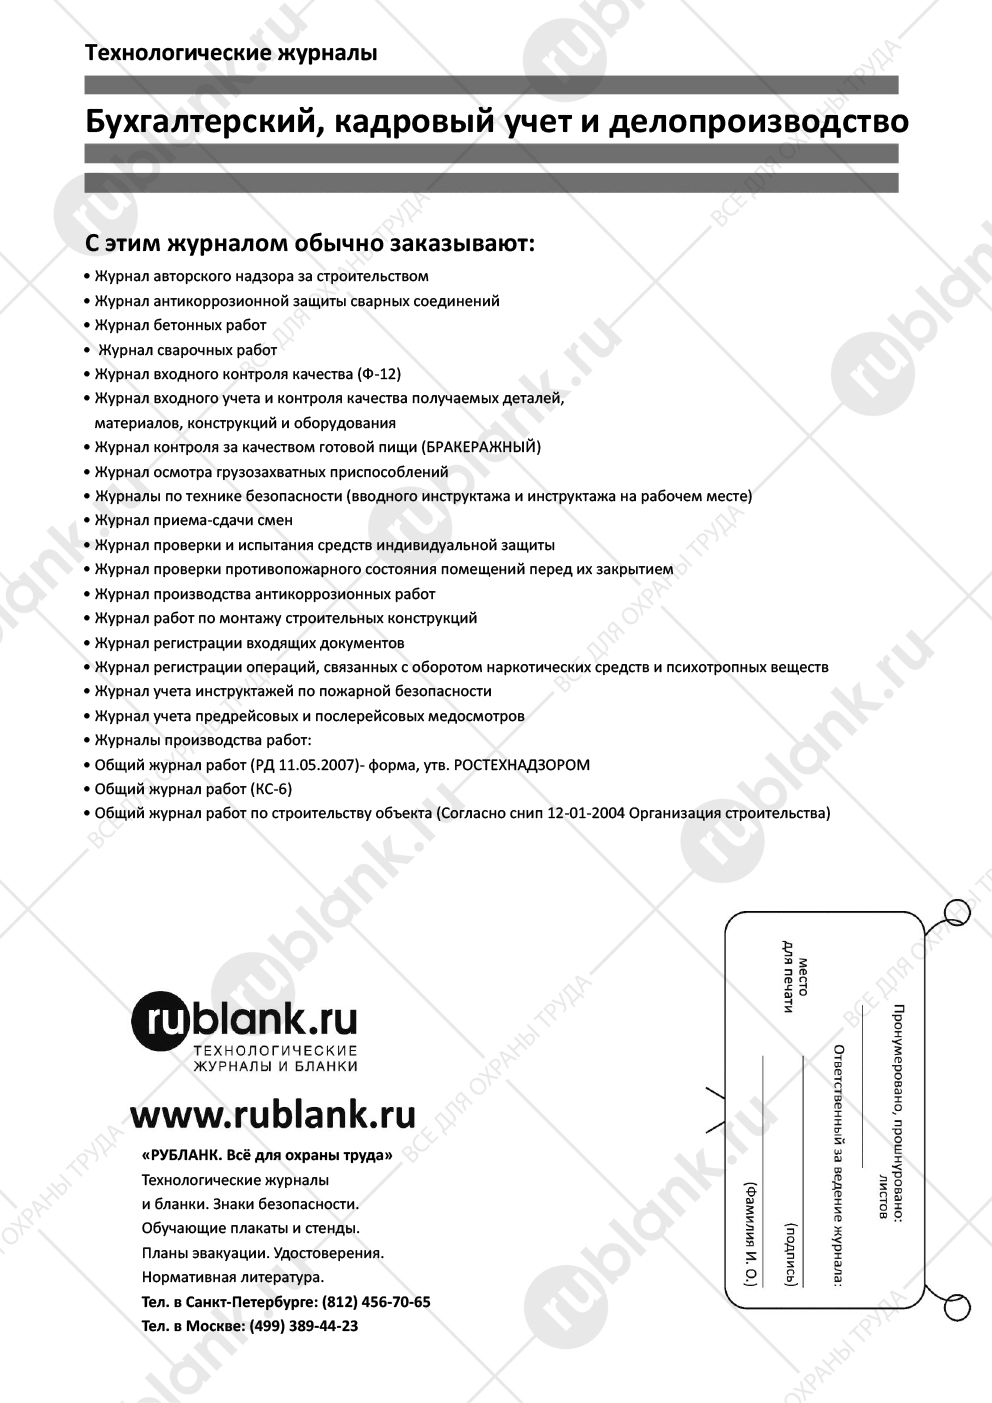 Технологические журналы
Бухгалтерский, кадровый учет и делопроизводство
С этим журналом обычно заказывают:
• Журнал авторского надзора за строительством
• Журнал антикоррозионной защиты сварных соединений
• Журнал бетонных работ
• Журнал сварочных работ
• Журнал входного контроля качества (Ф-12)
• Журнал входного учета и контроля качества получаемых деталей,
материалов, конструкций и оборудования
• Журнал контроля за качеством готовой пищи (БРАКЕРАЖНЫЙ)
• Журнал осмотра грузозахватных приспособлений
• Журналы по технике безопасности (вводного инструктажа и инструктажа на рабочем месте)
• Журнал приема-сдачи смен
• Журнал проверки и испытания средств индивидуальной защиты
• Журнал проверки противопожарного состояния помещений перед их закрытием
• Журнал производства антикоррозионных работ
• Журнал работ по монтажу строительных конструкций
• Журнал регистрации входящих документов
• Журнал регистрации операций, связанных с оборотом наркотических средств и психотропных веществ
• Журнал учета инструктажей по пожарной безопасности
• Журнал учета предрейсовых и послерейсовых медосмотров
• Журналы производства работ:
• Общий журнал работ (РД 11.05.2007)- форма, утв. РОСТЕХНАДЗОРОМ
• Общий журнал работ (КС-6)
• Общий журнал работ по строительству объекта (Согласно снип 12-01-2004 Организация строительства)
rublank.ru
ТЕХНОЛОГИЧЕСКИЕ
ЖУРНАЛЫ И БЛАНКИ
www.rublank.ru
«РУБЛАНК. Всё для охраны труда»
Технологические журналы
и бланки. Знаки безопасности.
Обучающие плакаты и стенды.
Планы эвакуации. Удостоверения.
Нормативная литература.
Тел. в Санкт-Петербурге: (812) 456-70-65
Тел. в Москве: (499) 389-44-23
Пронумеровано, прошнуровано:
листов
Ответственный за ведение журнала:
место
для печати
(подпись)
(Фамилия И. О.)
rublank.ru
ВСЕ ДЛЯ ОХРАНЫ ТРУДА